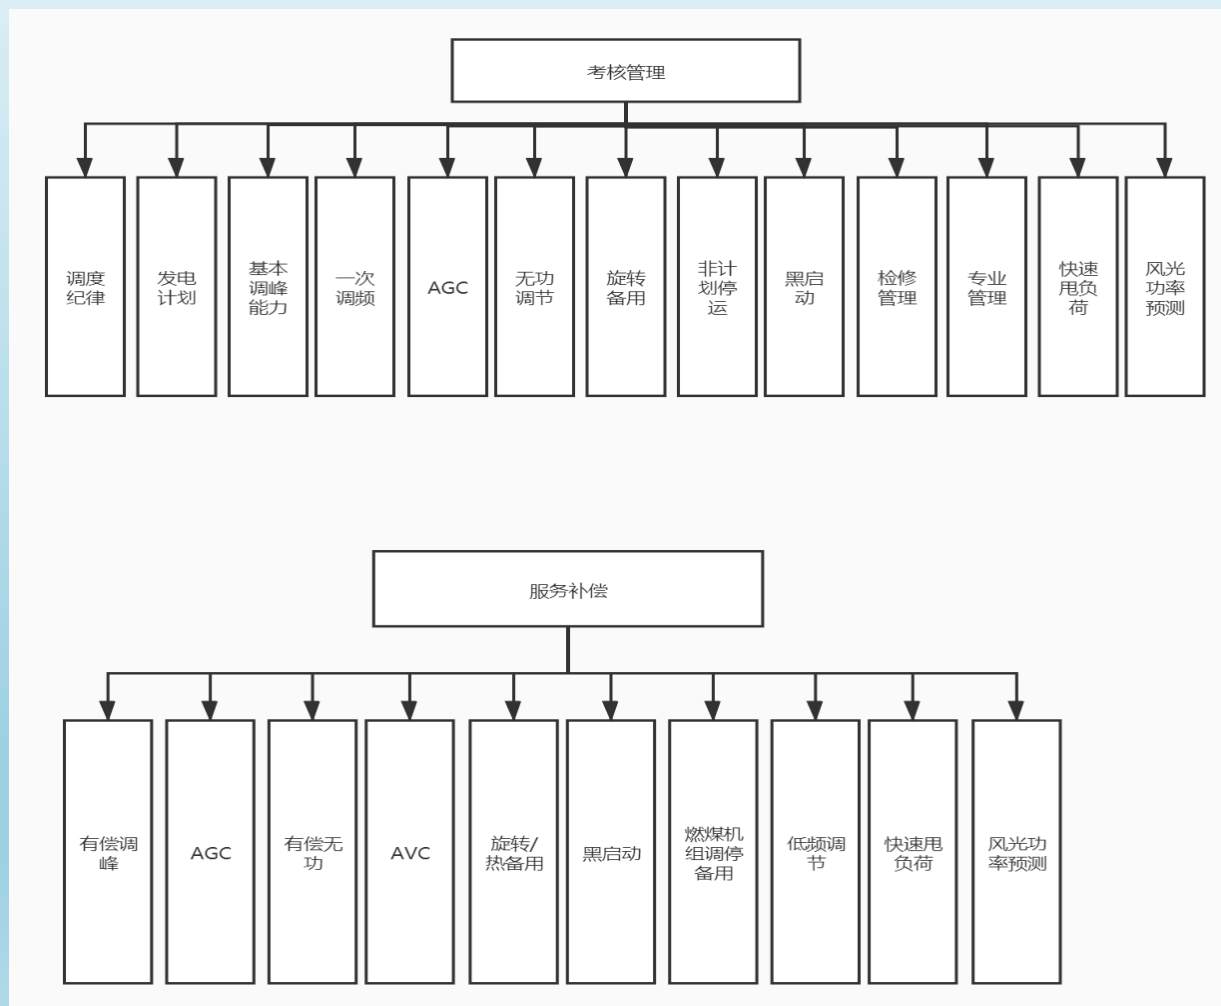 考核管理
调度
纪律
发电
计划
基本
调峰
能力
一次
调频
AGC
无功
调节
旋转
备用
非计
划停
运
黑启
动
检修
管理
专业
管理
快速
甩负
荷
风光
功率
预测
服务补偿
有偿调
峰
AGC
有偿无
功
AVC
旋转/
热备用
黑启动
燃煤机
组调停
备用
低频调
节
快速甩
负荷
风光功
率预测